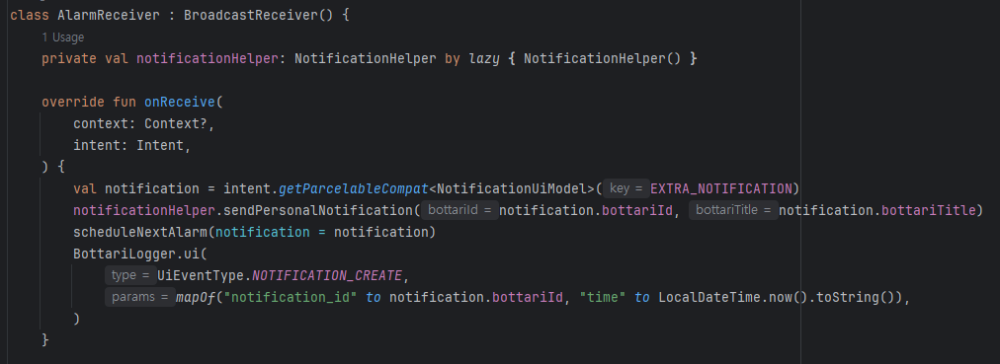 class AlarmReceiver : BroadcastReceiver() {
1 Usage
private val notificationHelper: NotificationHelper by lazy { NotificationHelper() }
override fun onReceive(
context: Context?,
intent: Intent,
) {
val notification = intent.getParcelableCompat<NotificationUiModel>( key = EXTRA_NOTIFICATION)
notificationHelper.sendPersonalNotification( bottariId = notification.bottariId, bottariTitle = notification.bottariTitle)
scheduleNextAlarm(notification = notification)
BottariLogger.ui(
type = UiEventType.NOTIFICATION_CREATE,
params = mapOf("notification_id" to notification.bottariId, "time" to LocalDateTime.now().toString()),
)
}